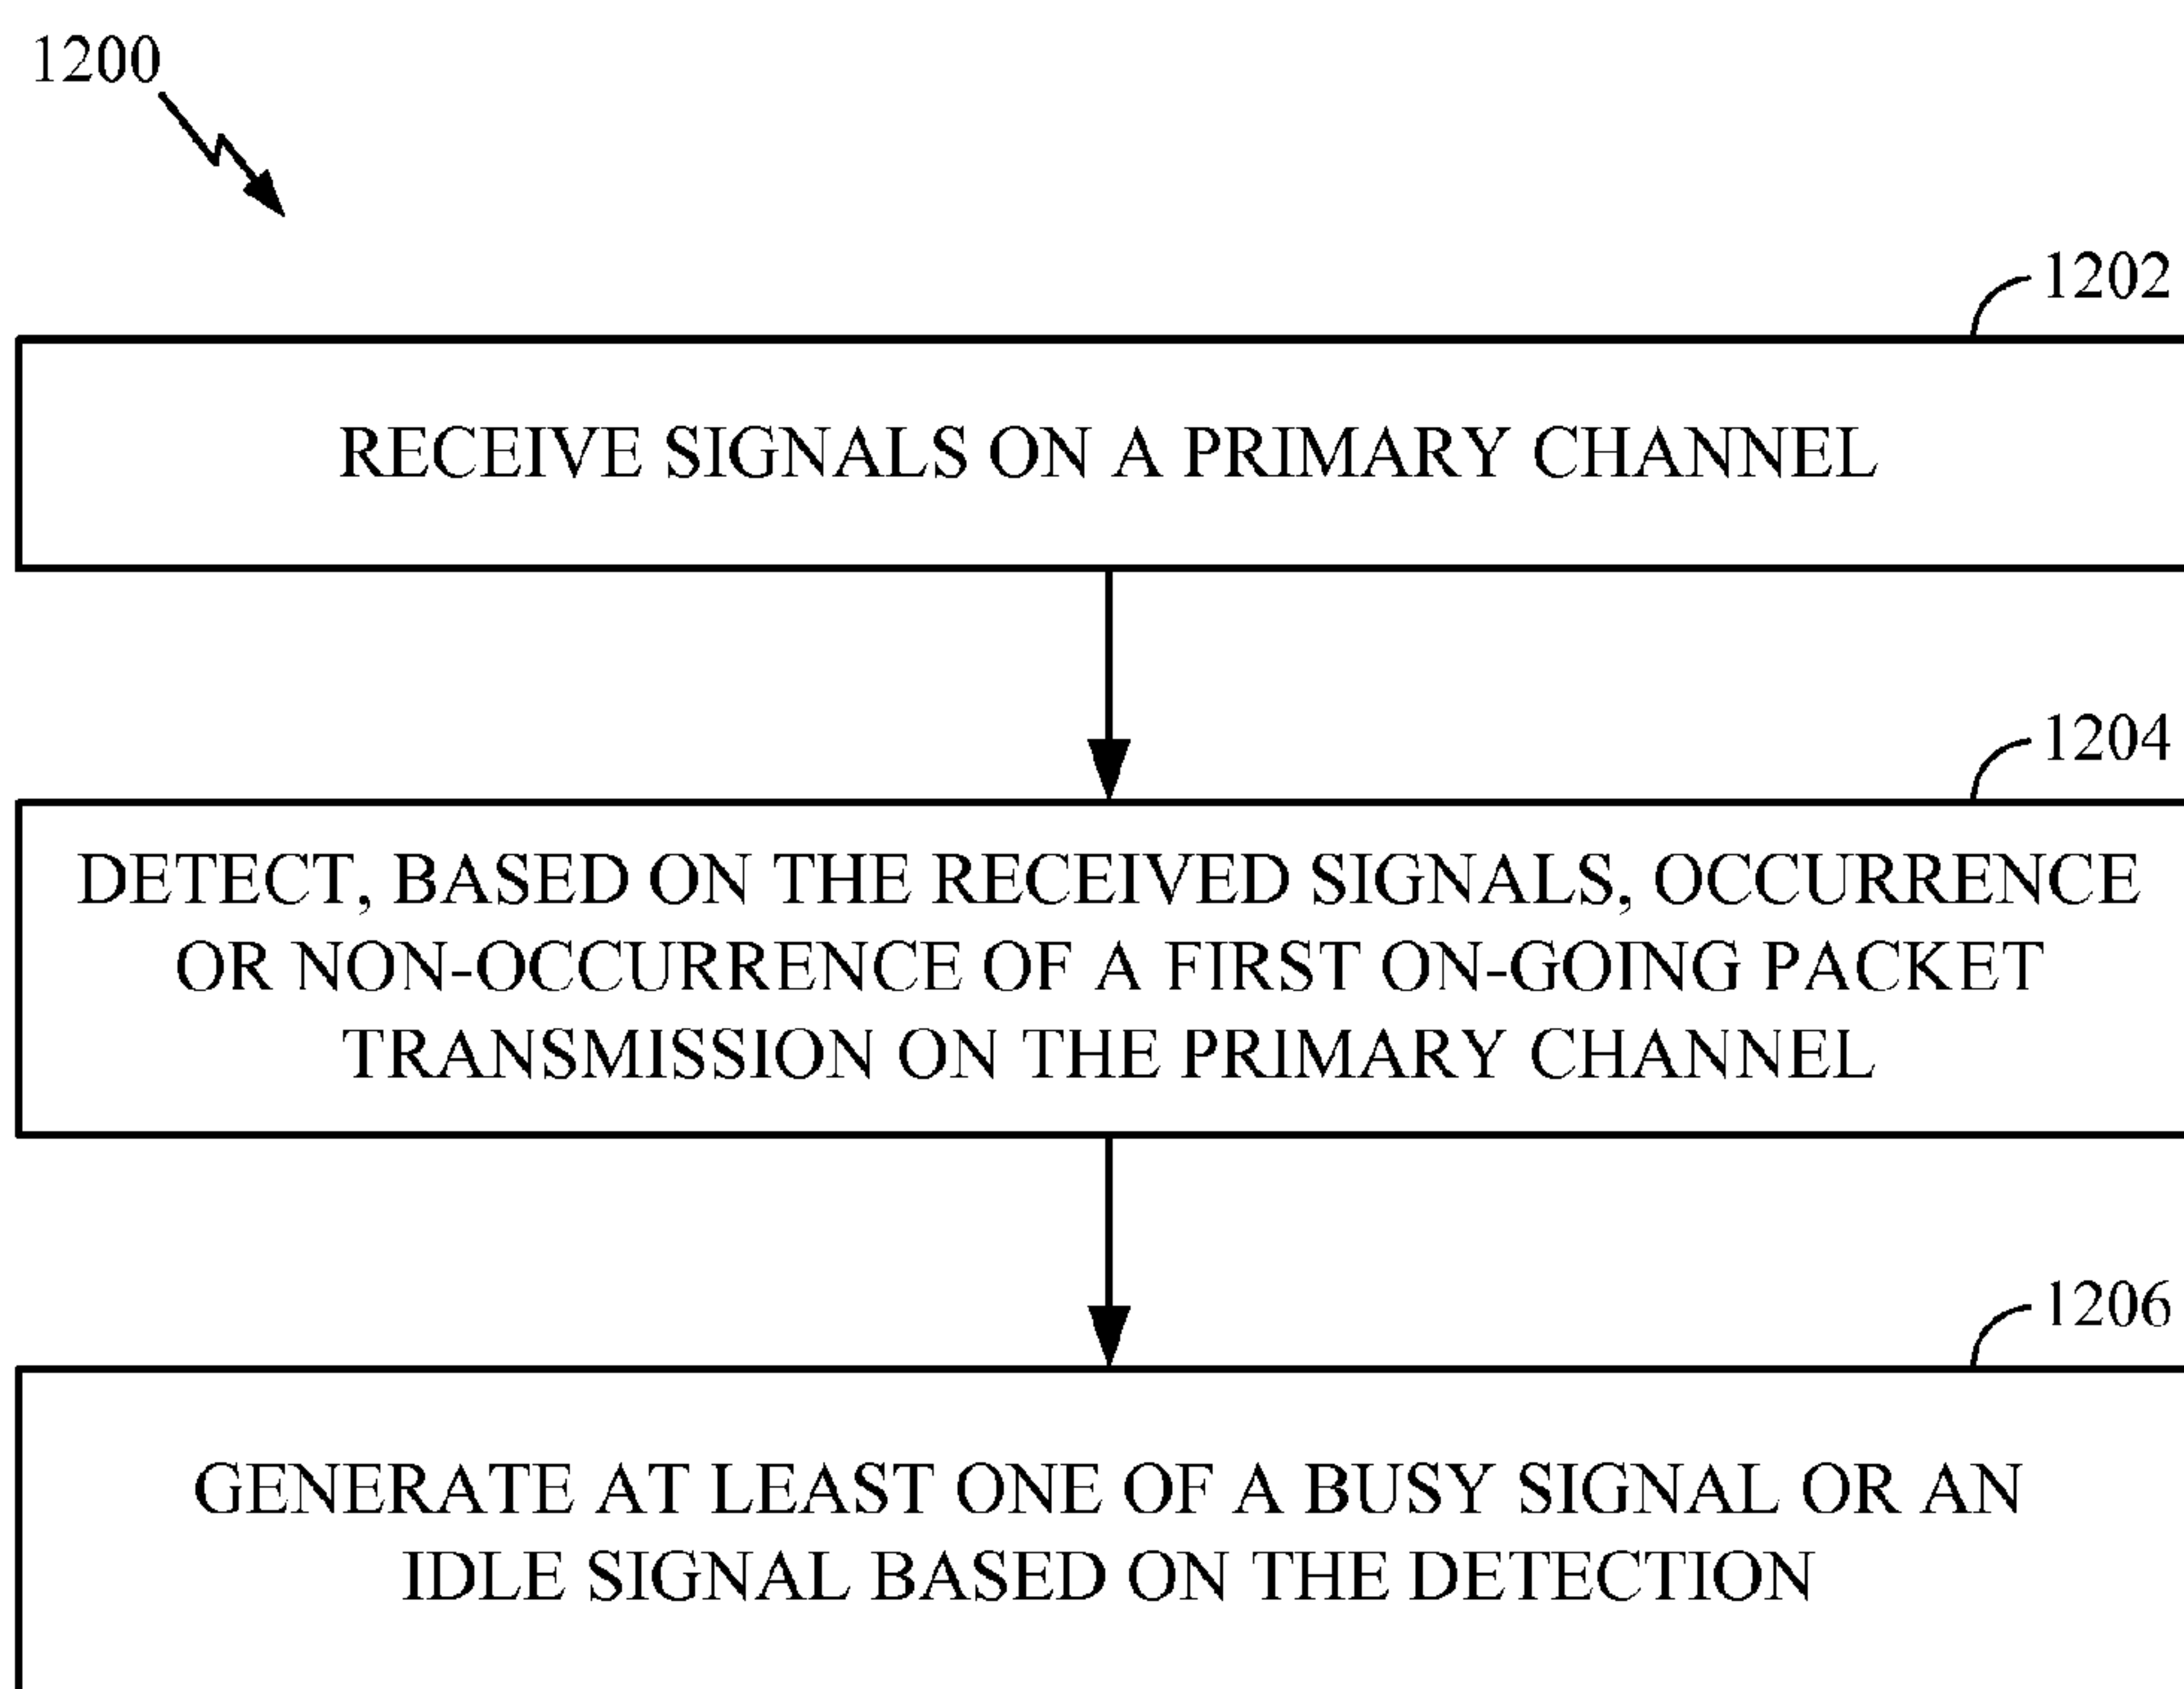 1200
1202
RECEIVE SIGNALS ON A PRIMARY CHANNEL
1204
DETECT, BASED ON THE RECEIVED SIGNALS, OCCURRENCE
OR NON-OCCURRENCE OF A FIRST ON-GOING PACKET
TRANSMISSION ON THE PRIMARY CHANNEL
1206
GENERATE AT LEAST ONE OF A BUSY SIGNAL OR AN
IDLE SIGNAL BASED ON THE DETECTION